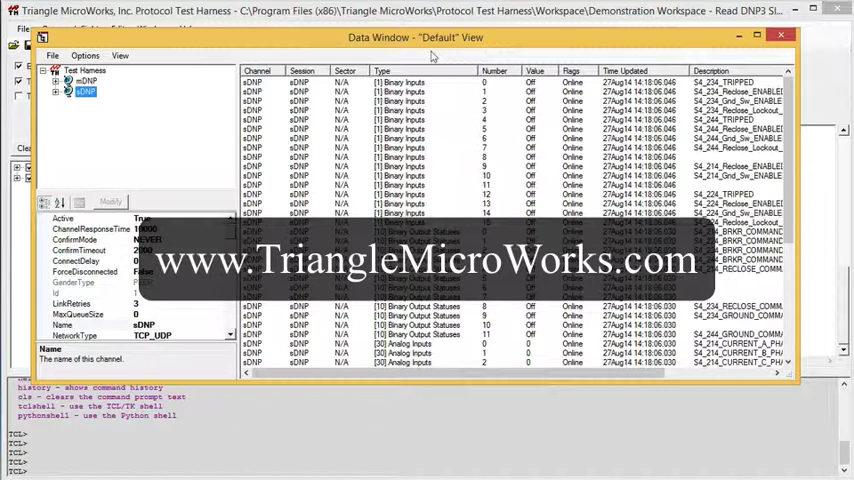 Triangle MicroWorks, Inc. Protocol Test Harness: C:\Program Files (x86)\Triangle MicroWorks\Protocol Test Harness\Workspace\Demonstration Workspace - Read DNP3 Sl...
Data Window - "Default" View
File Options View
Test Harness
mDNP
sDNP
Modify
Active True
ChannelResponseTime 10000
ConfirmMode NEVER
ConfirmTimeout 2000
ConnectDelay 0
ForceDisconnected False
GenderType
Id 1
LinkRetries 3
MaxQueueSize 0
Name sDNP
NetworkType TCP_UDP
Name
The name of this channel.
Channel Session Sector Type Number Value Flags Time Updated Description
sDNP sDNP N/A [1] Binary Inputs 0 Off Online 27Aug14 14:18:06.046 S4_234_TRIPPED
sDNP sDNP N/A [1] Binary Inputs 1 Off Online 27Aug14 14:18:06.046 S4_234_Reclose_ENABLED
sDNP sDNP N/A [1] Binary Inputs 2 Off Online 27Aug14 14:18:06.046 S4_234_Gnd_Sw_ENABLED
sDNP sDNP N/A [1] Binary Inputs 3 Off Online 27Aug14 14:18:06.046 S4_234_Reclose_Lockout_
sDNP sDNP N/A [1] Binary Inputs 4 Off Online 27Aug14 14:18:06.046 S4_244_TRIPPED
sDNP sDNP N/A [1] Binary Inputs 5 Off Online 27Aug14 14:18:06.046 S4_244_Reclose_ENABLED
sDNP sDNP N/A [1] Binary Inputs 6 Off Online 27Aug14 14:18:06.046 S4_244_Gnd_Sw_ENABLED
sDNP sDNP N/A [1] Binary Inputs 7 Off Online 27Aug14 14:18:06.046 S4_244_Reclose_Lockout_
sDNP sDNP N/A [1] Binary Inputs 8 Off Online 27Aug14 14:18:06.046
sDNP sDNP N/A [1] Binary Inputs 9 Off Online 27Aug14 14:18:06.046 S4_214_Reclose_ENABLED
sDNP sDNP N/A [1] Binary Inputs 10 Off Online 27Aug14 14:18:06.046 S4_214_Gnd_Sw_ENABLED
sDNP sDNP N/A [1] Binary Inputs 11 Off Online 27Aug14 14:18:06.046
sDNP sDNP N/A [1] Binary Inputs 12 Off Online 27Aug14 14:18:06.046 S4_224_TRIPPED
sDNP sDNP N/A [1] Binary Inputs 13 Off Online 27Aug14 14:18:06.046 S4_224_Reclose_ENABLED
sDNP sDNP N/A [1] Binary Inputs 14 Off Online 27Aug14 14:18:06.046 S4_224_Gnd_Sw_ENABLED
www.TriangleMicroWorks.com
sDNP sDNP N/A [10] Binary Output Statuses 8 Off Online 27Aug14 14:18:06.030 S4_214_RECLOSE_COMM
sDNP sDNP N/A [10] Binary Output Statuses 9 Off Online 27Aug14 14:18:06.030 S4_214_GROUND_COMM
sDNP sDNP N/A [10] Binary Output Statuses 10 Off Online 27Aug14 14:18:06.030
sDNP sDNP N/A [10] Binary Output Statuses 11 Off Online 27Aug14 14:18:06.030 S4_244_GROUND_COMM
sDNP sDNP N/A [30] Analog Inputs 0 0 Online 27Aug14 14:18:06.030 S4_214_CURRENT_A_PHA
sDNP sDNP N/A [30] Analog Inputs 1 0 Online 27Aug14 14:18:06.030 S4_214_CURRENT_B_PH
sDNP sDNP N/A [30] Analog Inputs 2 0 Online 27Aug14 14:18:06.030 S4_214_CURRENT_C_PH
history - shows command history
cls - clears the command prompt text
tclshell - use the TCL/TK shell
pythonshell - use the Python shell
TCL>
TCL>
TCL>
TCL>
TCL>